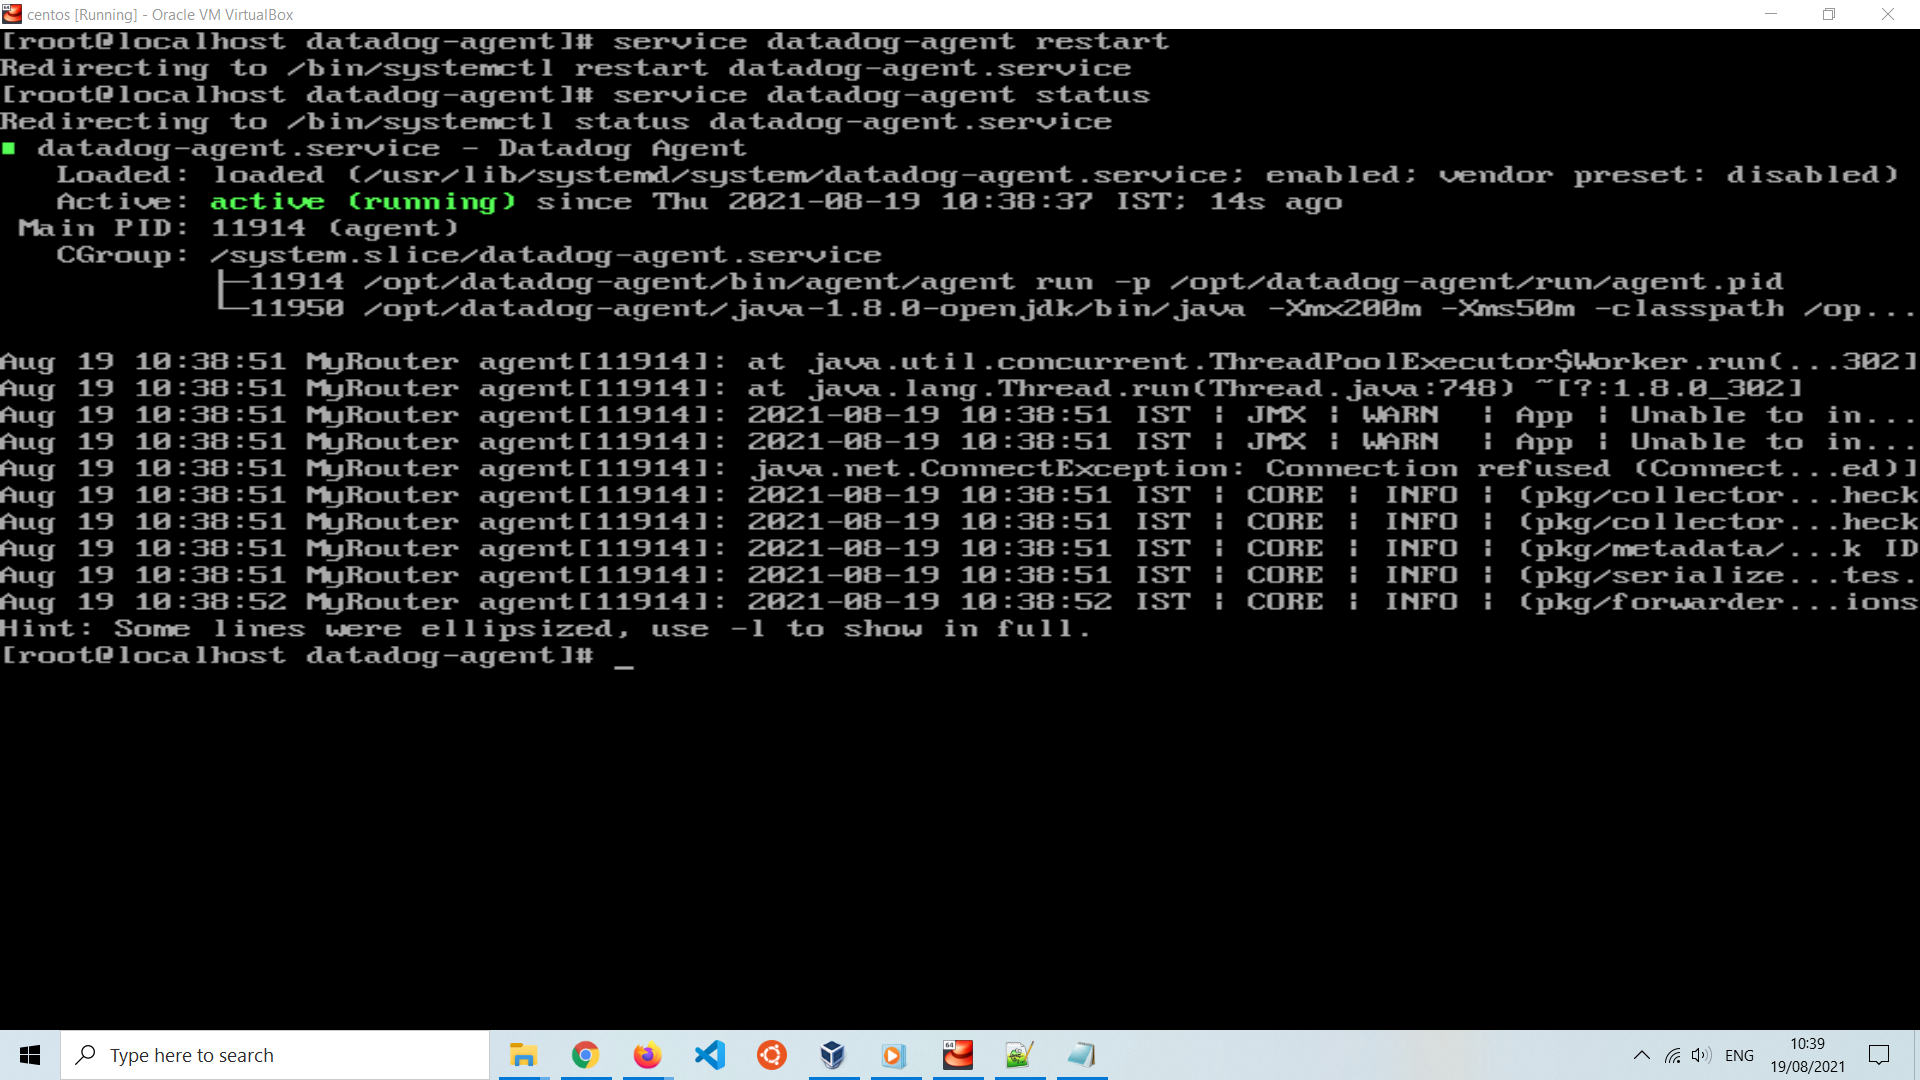 centos [Running] - Oracle VM VirtualBox
[root@localhost datadog-agent]# service datadog-agent restart
Redirecting to /bin/systemctl restart datadog-agent.service
[root@localhost datadog-agent]# service datadog-agent status
Redirecting to /bin/systemctl status datadog-agent.service
■ datadog-agent.service - Datadog Agent
   Loaded: loaded (/usr/lib/systemd/system/datadog-agent.service; enabled; vendor preset: disabled)
   Active: active (running) since Thu 2021-08-19 10:38:37 IST; 14s ago
 Main PID: 11914 (agent)
   CGroup: /system.slice/datadog-agent.service
           ├─11914 /opt/datadog-agent/bin/agent/agent run -p /opt/datadog-agent/run/agent.pid
           └─11950 /opt/datadog-agent/java-1.8.0-openjdk/bin/java -Xmx200m -Xms50m -classpath /op...
Aug 19 10:38:51 MyRouter agent[11914]: at java.util.concurrent.ThreadPoolExecutor$Worker.run(...302]
Aug 19 10:38:51 MyRouter agent[11914]: at java.lang.Thread.run(Thread.java:748) ~[?:1.8.0_302]
Aug 19 10:38:51 MyRouter agent[11914]: 2021-08-19 10:38:51 IST | JMX | WARN  | App | Unable to in...
Aug 19 10:38:51 MyRouter agent[11914]: 2021-08-19 10:38:51 IST | JMX | WARN  | App | Unable to in...
Aug 19 10:38:51 MyRouter agent[11914]: java.net.ConnectException: Connection refused (Connect...ed)]
Aug 19 10:38:51 MyRouter agent[11914]: 2021-08-19 10:38:51 IST | CORE | INFO | (pkg/collector...heck
Aug 19 10:38:51 MyRouter agent[11914]: 2021-08-19 10:38:51 IST | CORE | INFO | (pkg/collector...heck
Aug 19 10:38:51 MyRouter agent[11914]: 2021-08-19 10:38:51 IST | CORE | INFO | (pkg/metadata/...k ID
Aug 19 10:38:51 MyRouter agent[11914]: 2021-08-19 10:38:51 IST | CORE | INFO | (pkg/serialize...tes.
Aug 19 10:38:52 MyRouter agent[11914]: 2021-08-19 10:38:52 IST | CORE | INFO | (pkg/forwarder...ions
Hint: Some lines were ellipsized, use -l to show in full.
[root@localhost datadog-agent]# _
Type here to search
64
ENG
10:39
19/08/2021